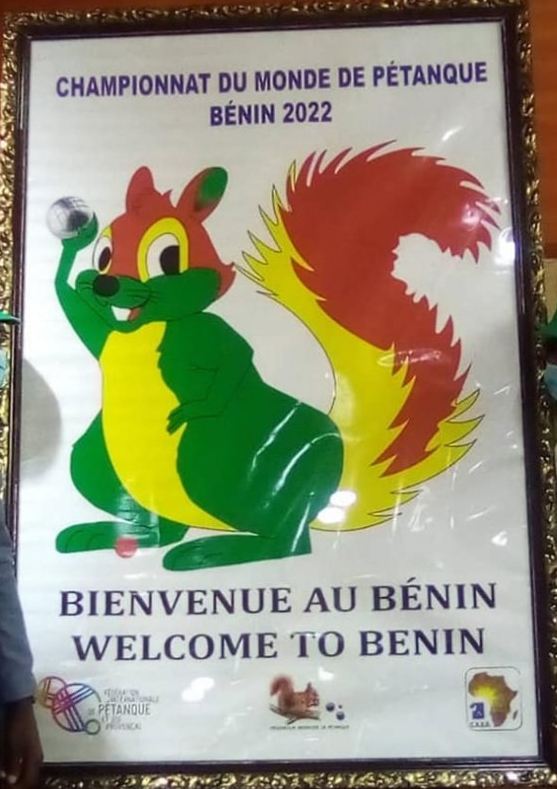 CHAMPIONNAT DU MONDE DE PÉTANQUE
BÉNIN 2022
BIENVENUE AU BÉNIN
WELCOME TO BENIN
FÉDÉRATION
INTERNATIONALE
DE PÉTANQUE
ET JEU
PROVENÇAL